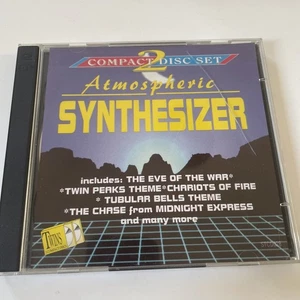 2
COMPACT DISC SET
Atmospheric
SYNTHESIZER
includes: THE EVE OF THE WAR*
*TWIN PEAKS THEME*CHARIOTS OF FIRE
* TUBULAR BELLS THEME
*THE CHASE from MIDNIGHT EXPRESS
and many more
TWINS